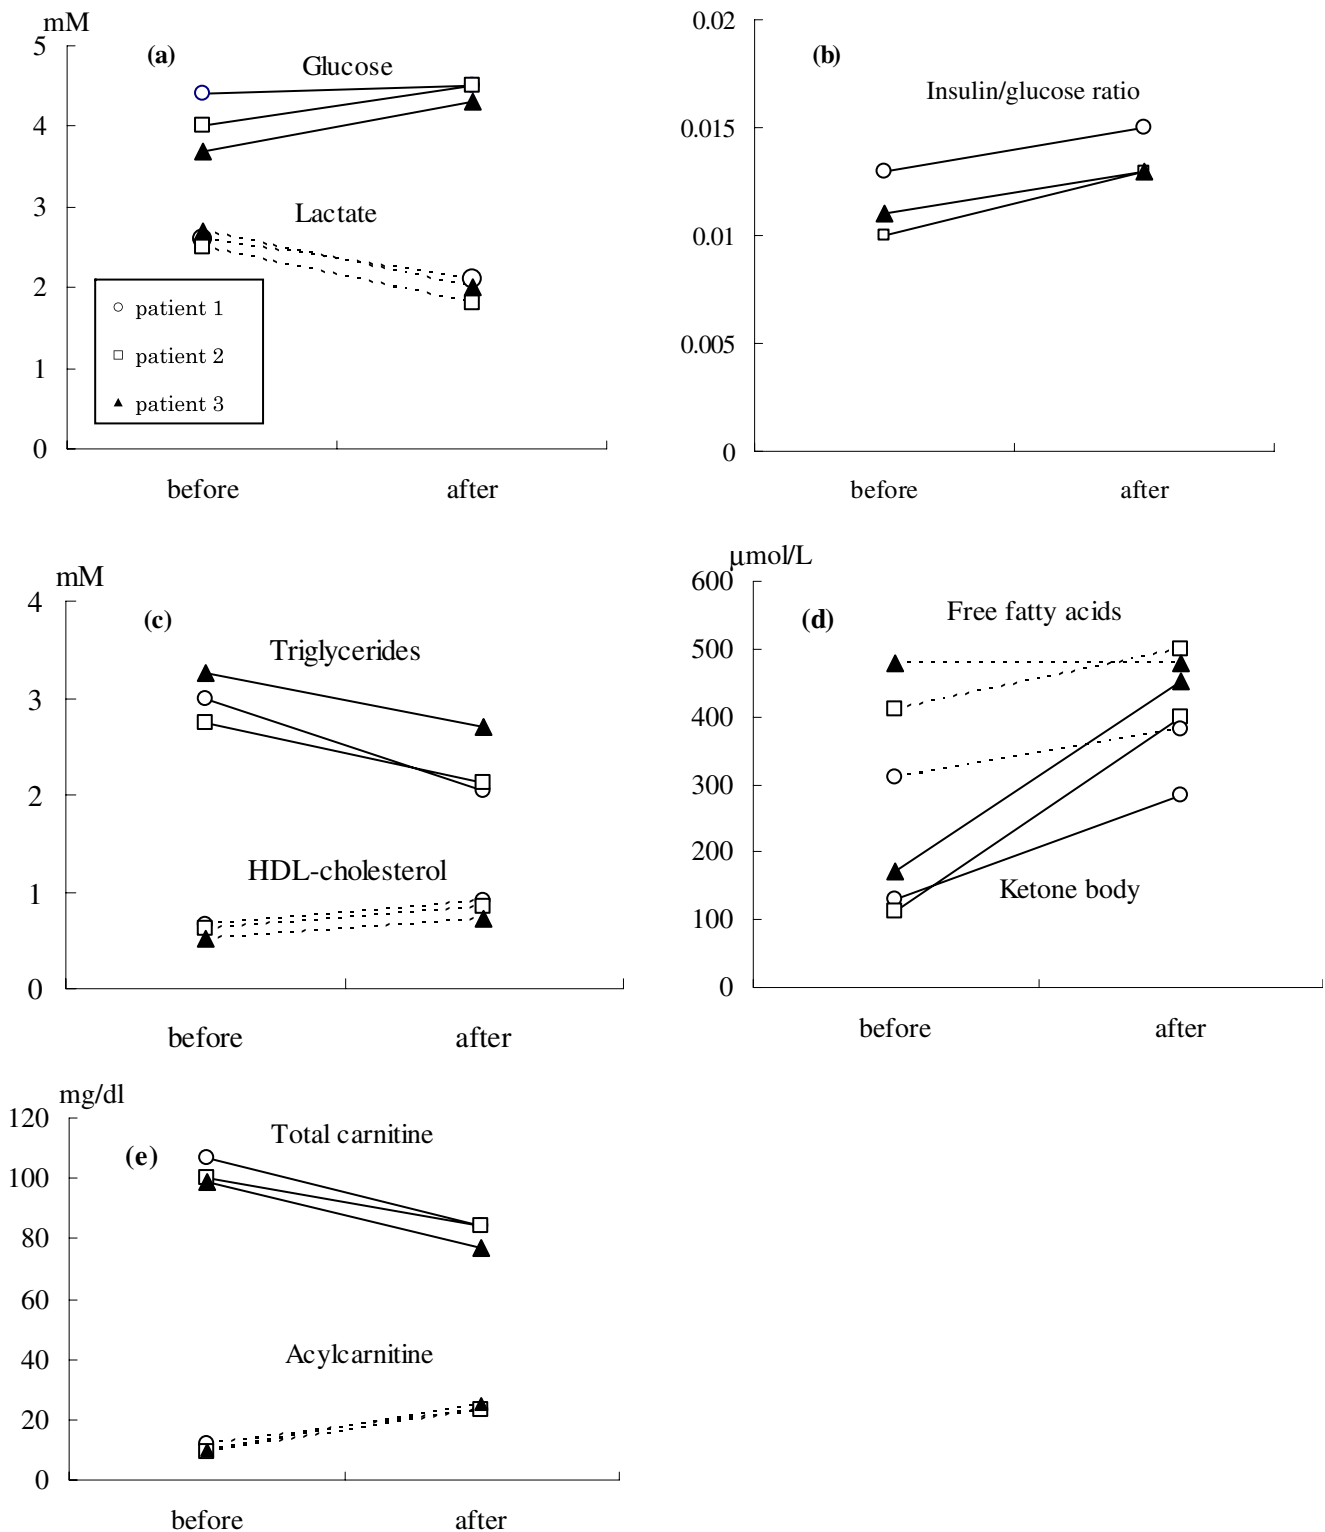 mM
(a)
5
4
3
2
1
0
Glucose
Lactate
patient 1
patient 2
patient 3
before after
(b)
0.02
0.015
0.01
0.005
0
Insulin/glucose ratio
before after
mM
(c)
4
3
2
1
0
Triglycerides
HDL-cholesterol
before after
μmol/L
(d)
600
500
400
300
200
100
0
Free fatty acids
Ketone body
before after
mg/dl
(e)
120
100
80
60
40
20
0
Total carnitine
Acylcarnitine
before after